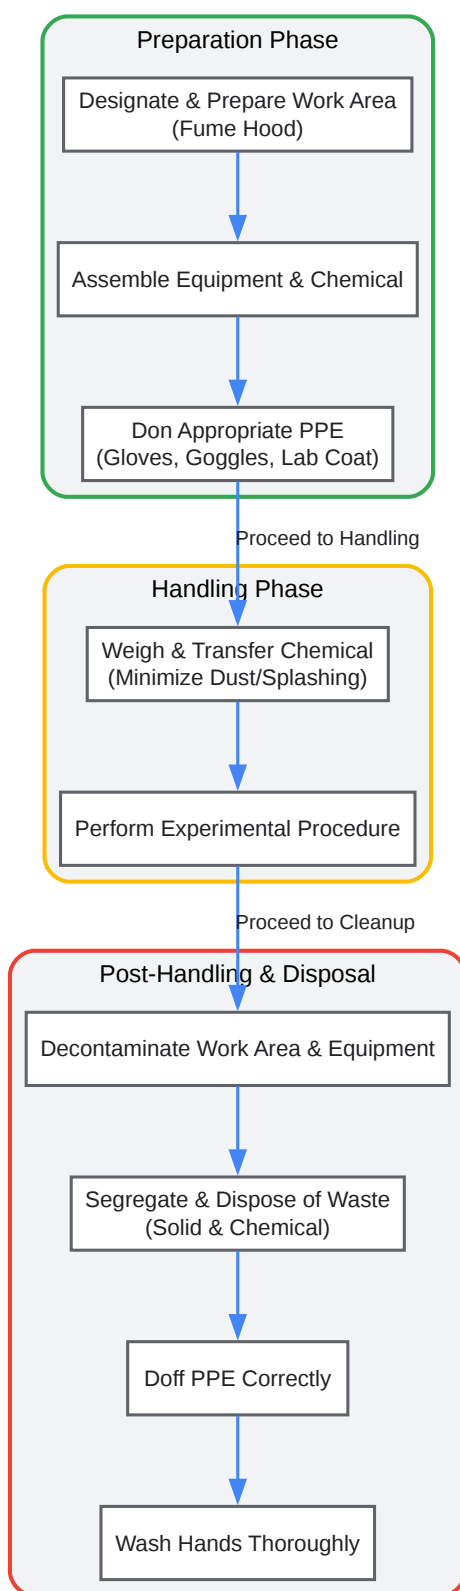 Preparation Phase
Designate & Prepare Work Area
(Fume Hood)
Assemble Equipment & Chemical
Don Appropriate PPE
(Gloves, Goggles, Lab Coat)
Proceed to Handling
Handling Phase
Weigh & Transfer Chemical
(Minimize Dust/Splashing)
Perform Experimental Procedure
Proceed to Cleanup
Post-Handling & Disposal
Decontaminate Work Area & Equipment
Segregate & Dispose of Waste
(Solid & Chemical)
Doff PPE Correctly
Wash Hands Thoroughly